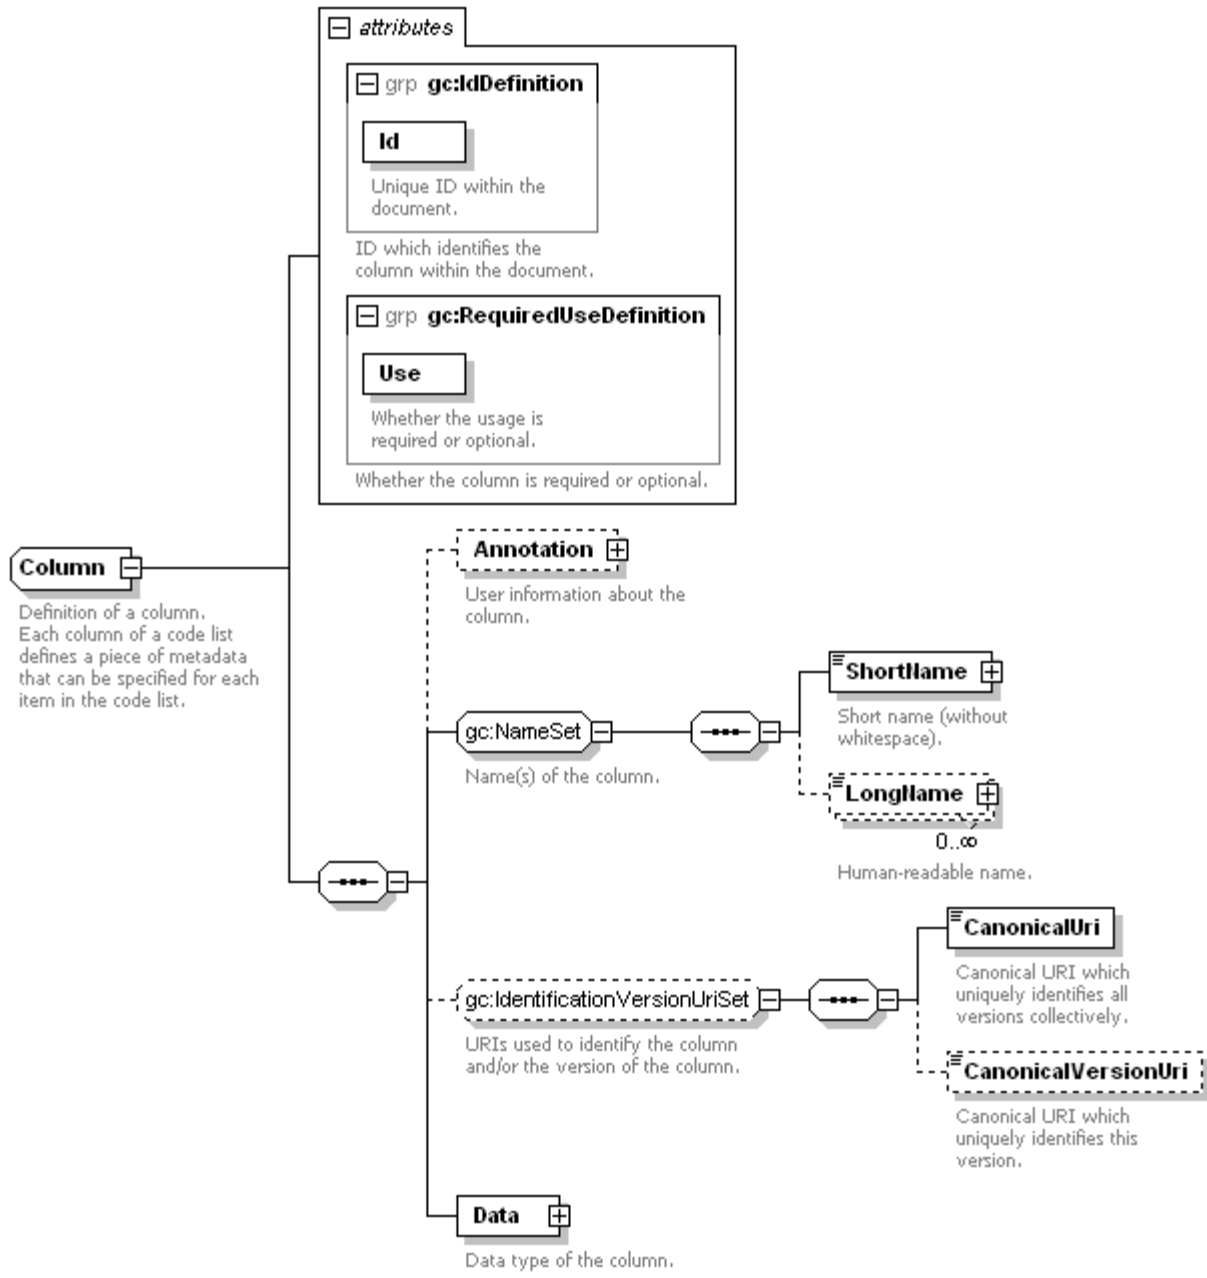 attributes
grp gc:IdDefinition
Id
Unique ID within the
document.
ID which identifies the
column within the document.
grp gc:RequiredUseDefinition
Use
Whether the usage is
required or optional.
Whether the column is required or optional.
Column
Definition of a column.
Each column of a code list
defines a piece of metadata
that can be specified for each
item in the code list.
Annotation
User information about the
column.
gc:NameSet
Name(s) of the column.
ShortName
Short name (without
whitespace).
LongName
0..∞
Human-readable name.
gc:IdentificationVersionUriSet
URIs used to identify the column
and/or the version of the column.
CanonicalUri
Canonical URI which
uniquely identifies all
versions collectively.
CanonicalVersionUri
Canonical URI which
uniquely identifies this
version.
Data
Data type of the column.